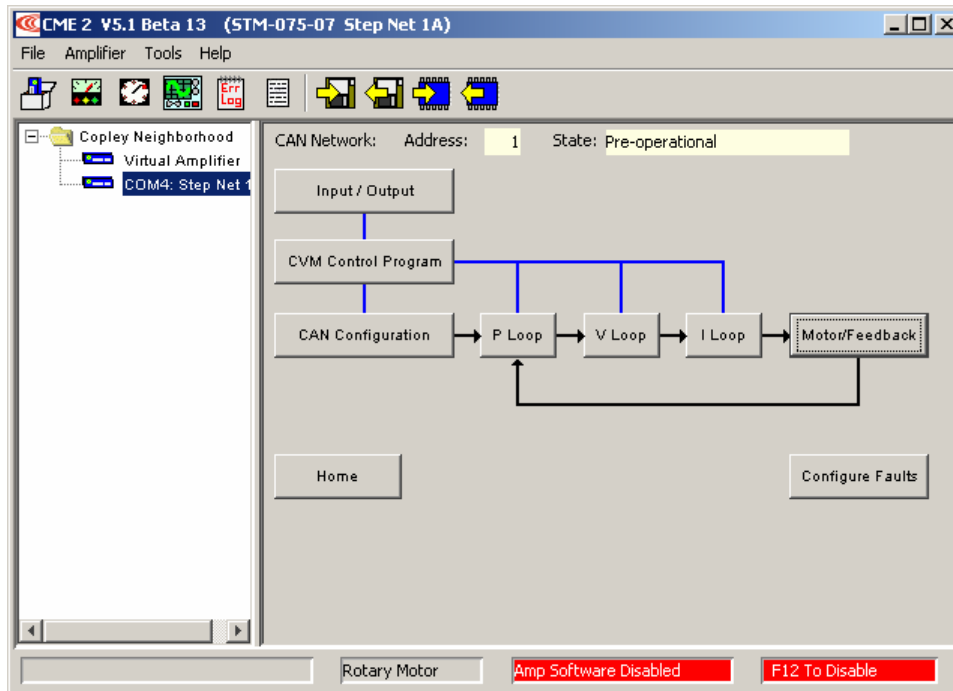 CME 2 V5.1 Beta 13 (STM-075-07 Step Net 1A)
File Amplifier Tools Help
Err
Log
Copley Neighborhood
Virtual Amplifier
COM4: Step Net 1
CAN Network: Address: 1 State: Pre-operational
Input / Output
CVM Control Program
CAN Configuration
P Loop
V Loop
I Loop
Motor/Feedback
Home
Configure Faults
Rotary Motor
Amp Software Disabled
F12 To Disable